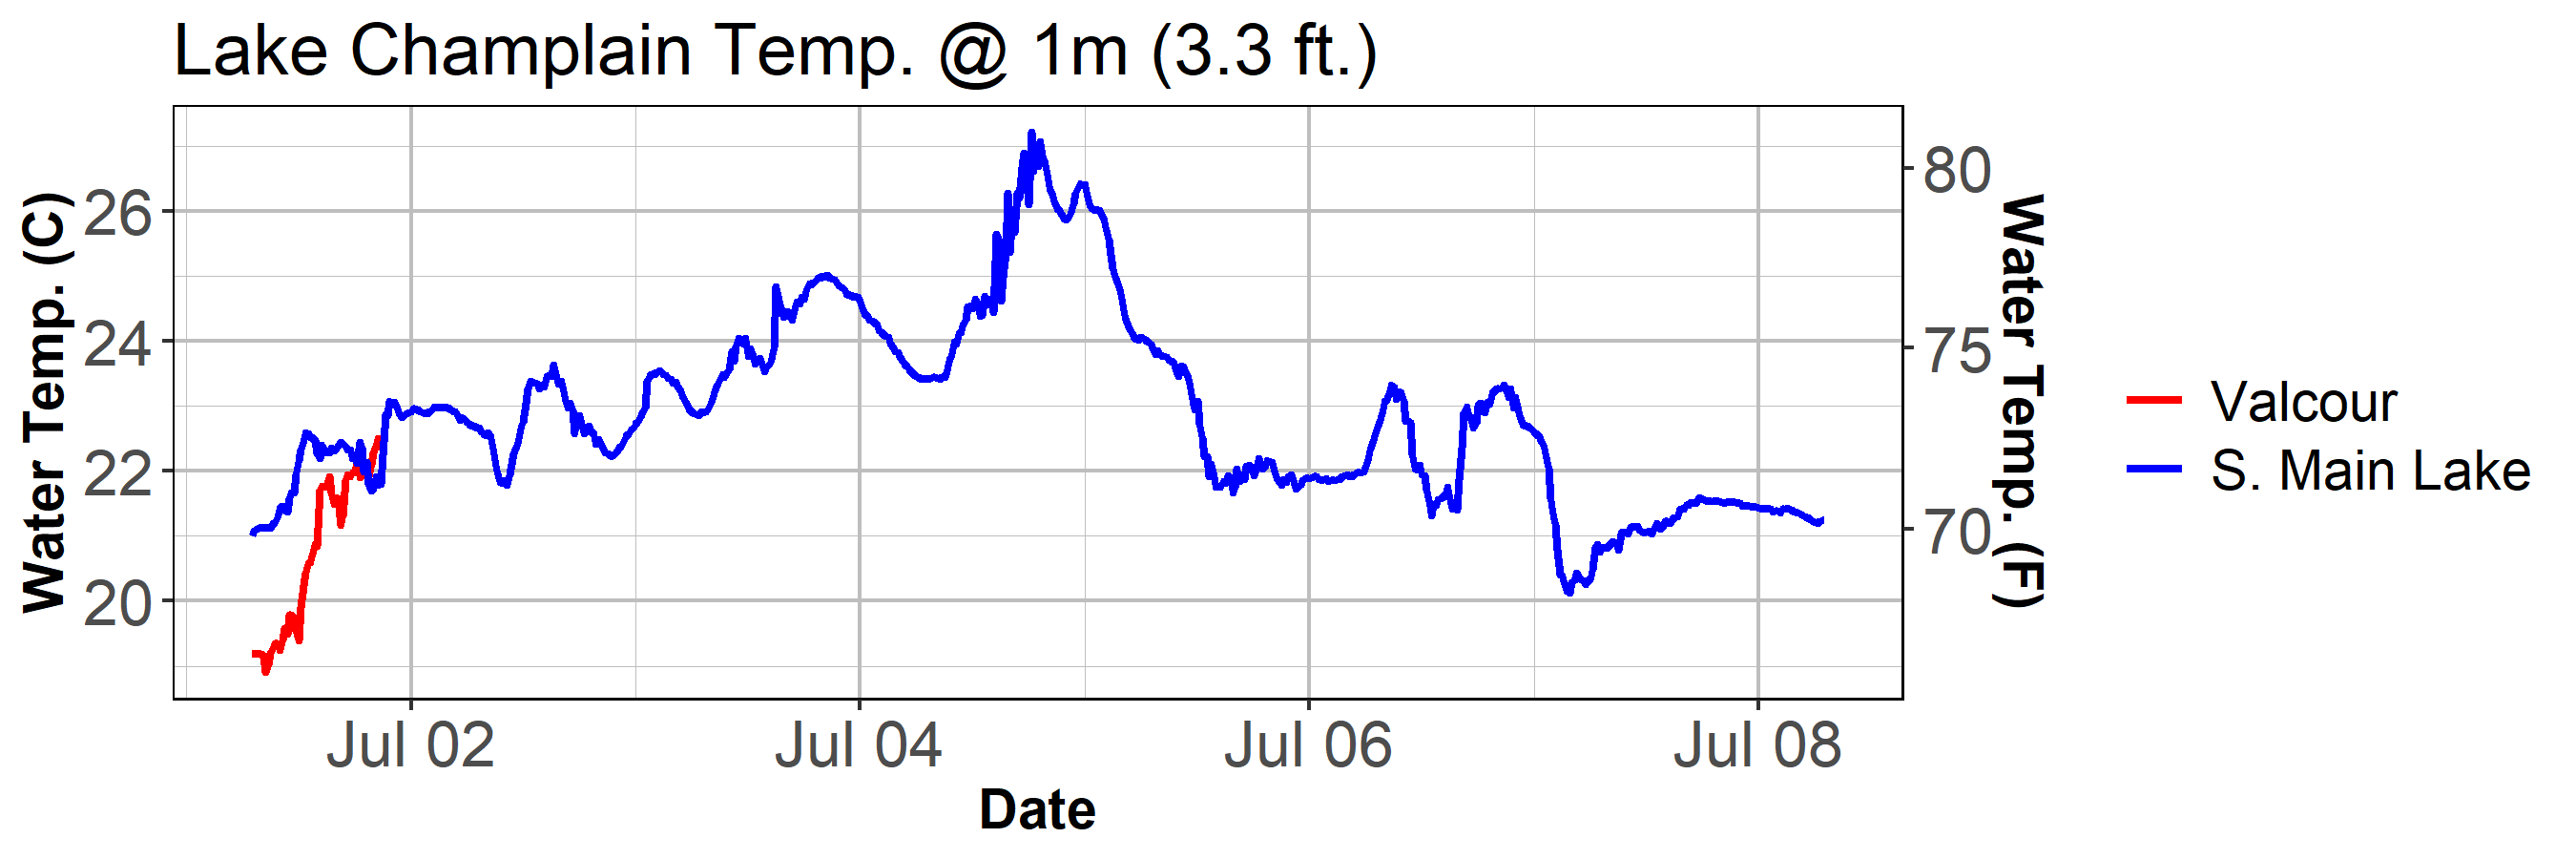 Lake Champlain Temp. @ 1m (3.3 ft.)
Water Temp. (C)
26
24
22
20
80
75
70
Water Temp. (F)
Jul 02
Jul 04
Jul 06
Jul 08
Date
Valcour
S. Main Lake